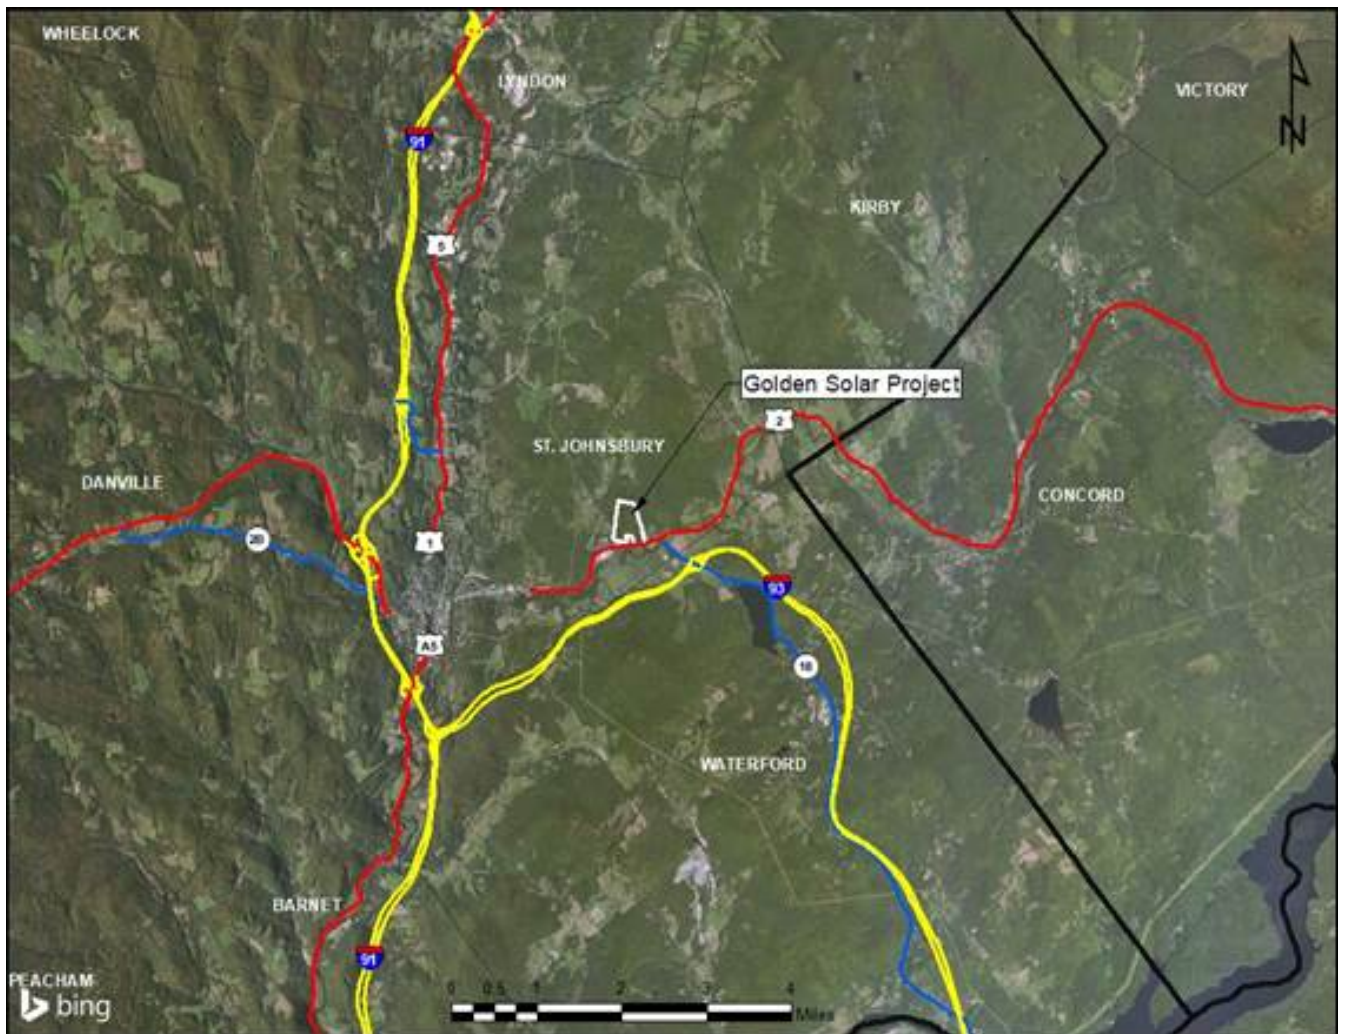 WHEELOCK
LYNDON
VICTORY
N
91
KIRBY
5
Golden Solar Project
2
ST. JOHNSBURY
DANVILLE
CONCORD
2B
1
93
A5
18
WATERFORD
BARNET
91
PEACHAM
bing
0 0.5 1 2 3 4
Miles